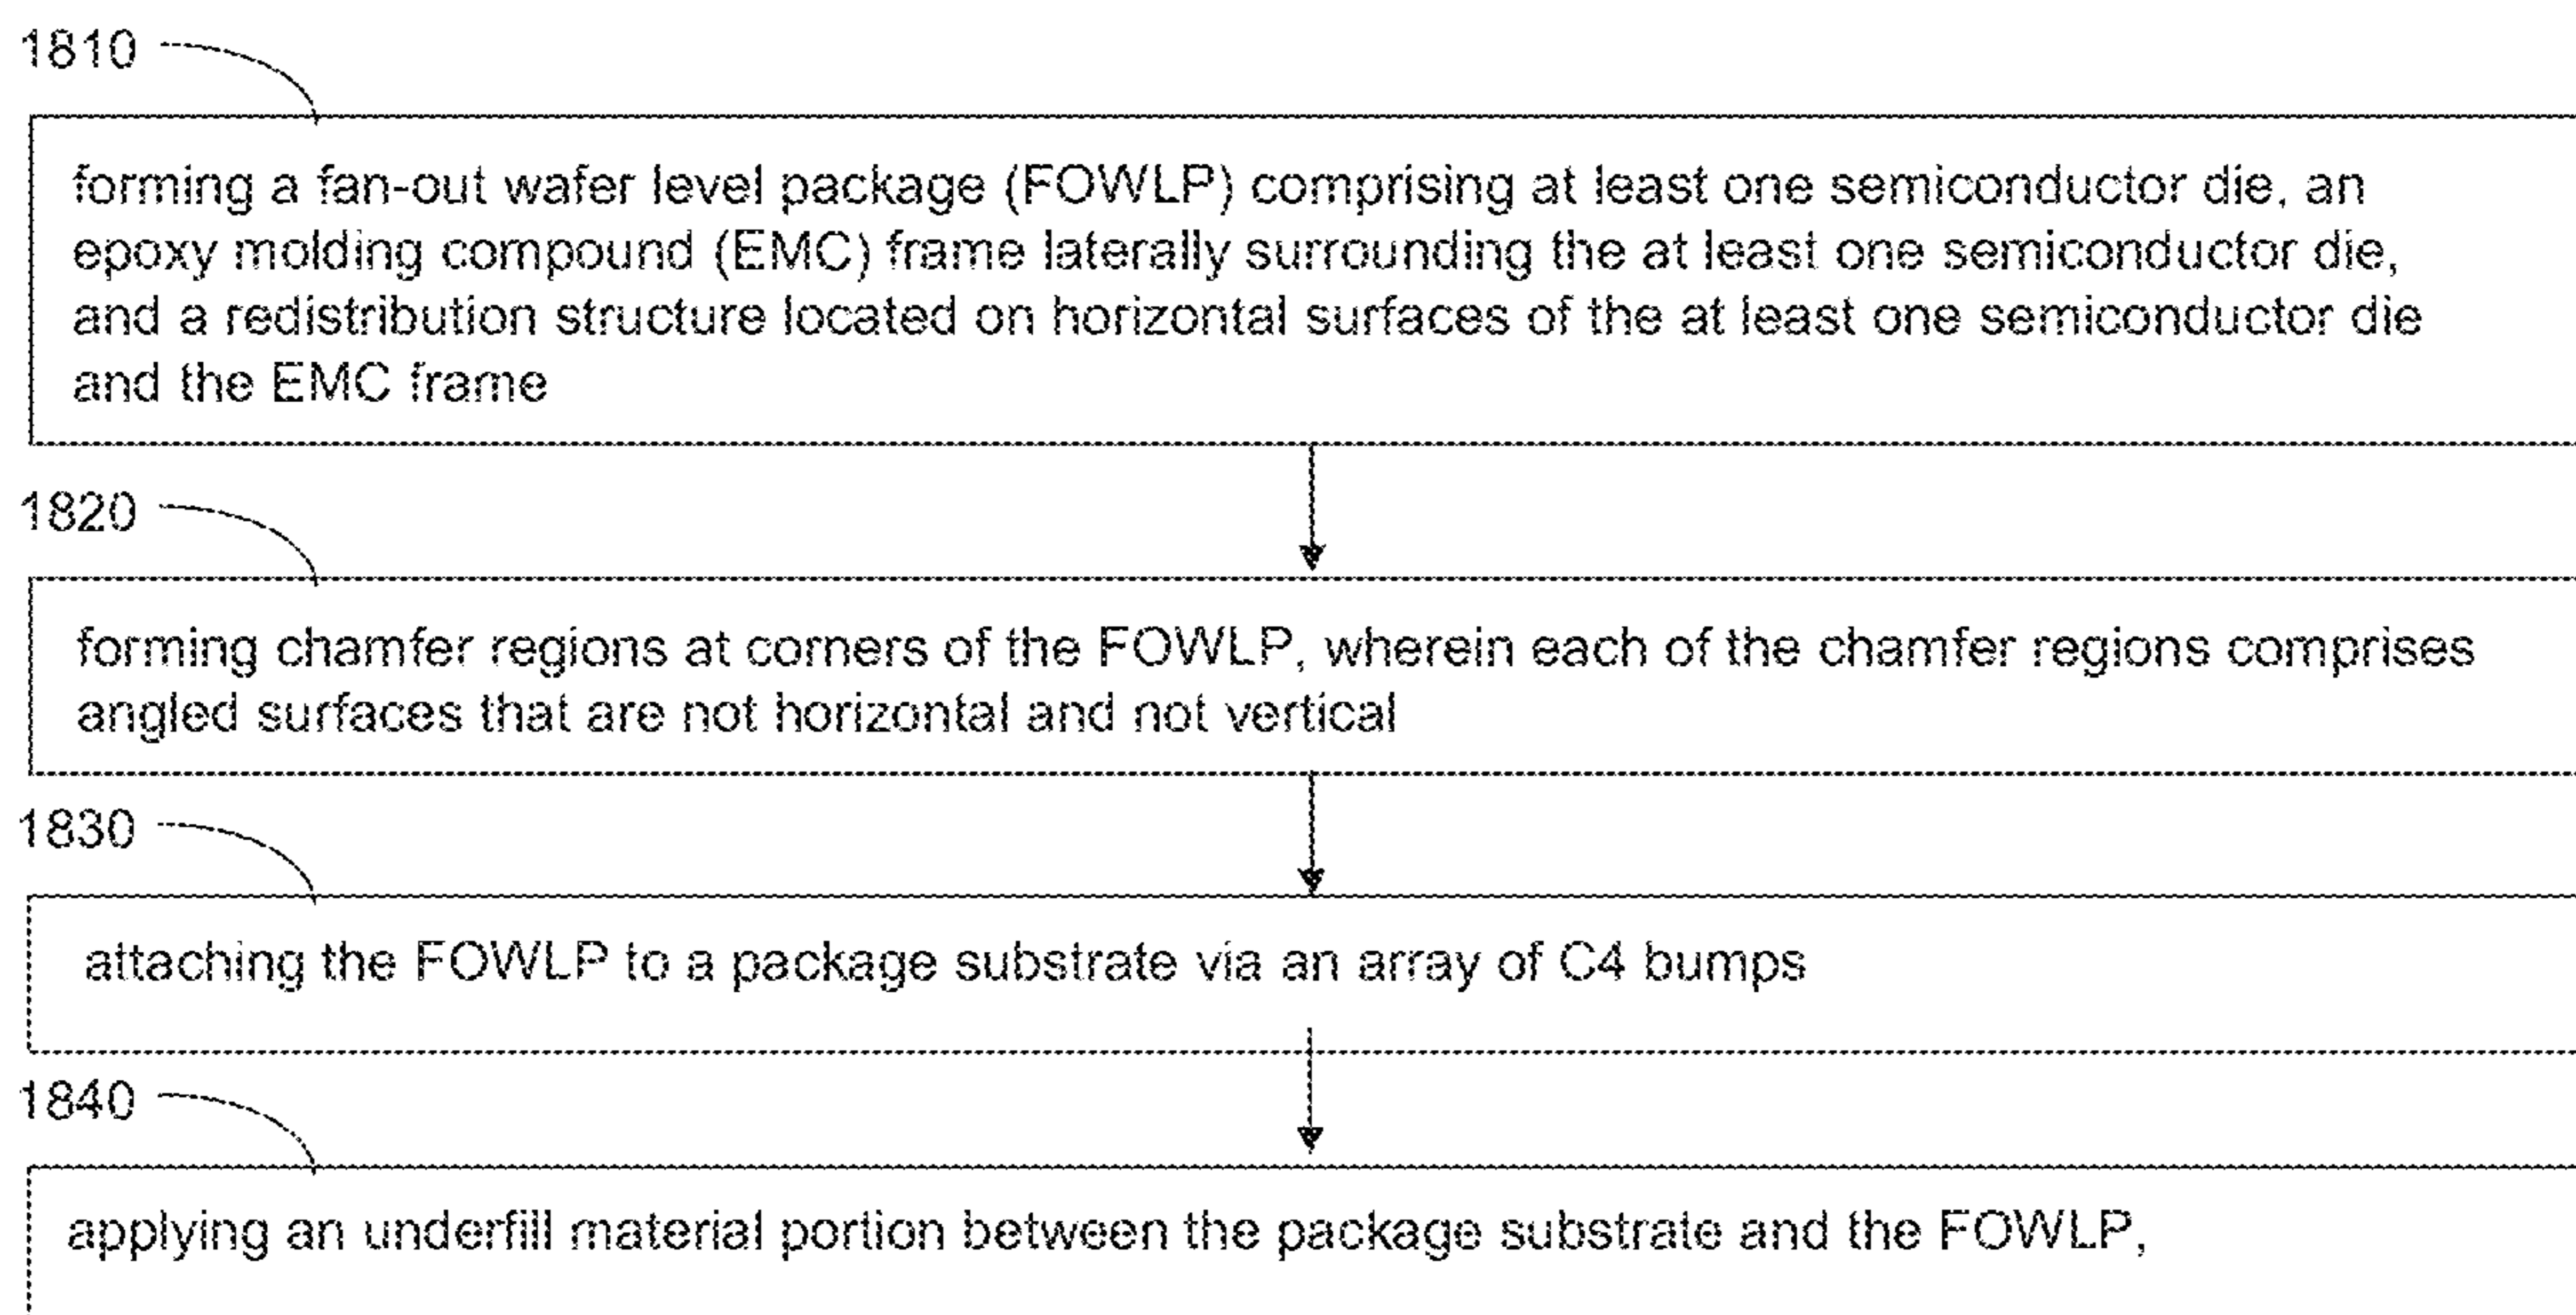 1810
forming a fan-out wafer level package (FOWLP) comprising at least one semiconductor die, an
epoxy molding compound (EMC) frame laterally surrounding the at least one semiconductor die,
and a redistribution structure located on horizontal surfaces of the at least one semiconductor die
and the EMC frame
1820
forming chamfer regions at corners of the FOWLP, wherein each of the chamfer regions comprises
angled surfaces that are not horizontal and not vertical
1830
attaching the FOWLP to a package substrate via an array of C4 bumps
1840
applying an underfill material portion between the package substrate and the FOWLP,